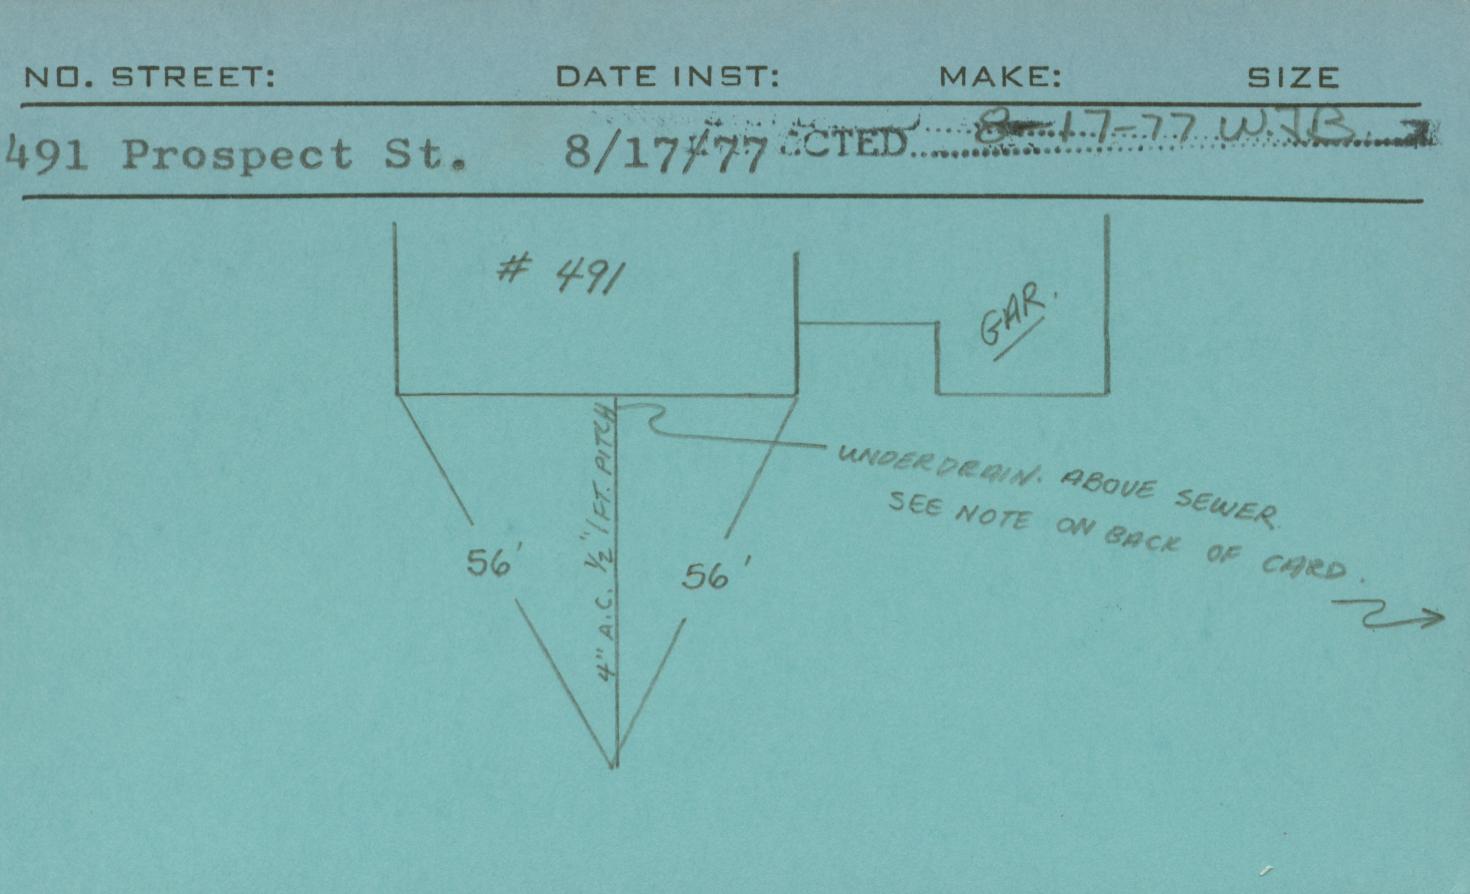 NO. STREET: DATE INST: MAKE: SIZE
491 Prospect St. 8/17/77 CTED 8-17-77 W.J.B.
# 491
GAR.
4" A.C. 1/2"/FT. PITCH
UNDERDRAIN. ABOVE SEWER.
SEE NOTE ON BACK OF CARD.
56' 56'